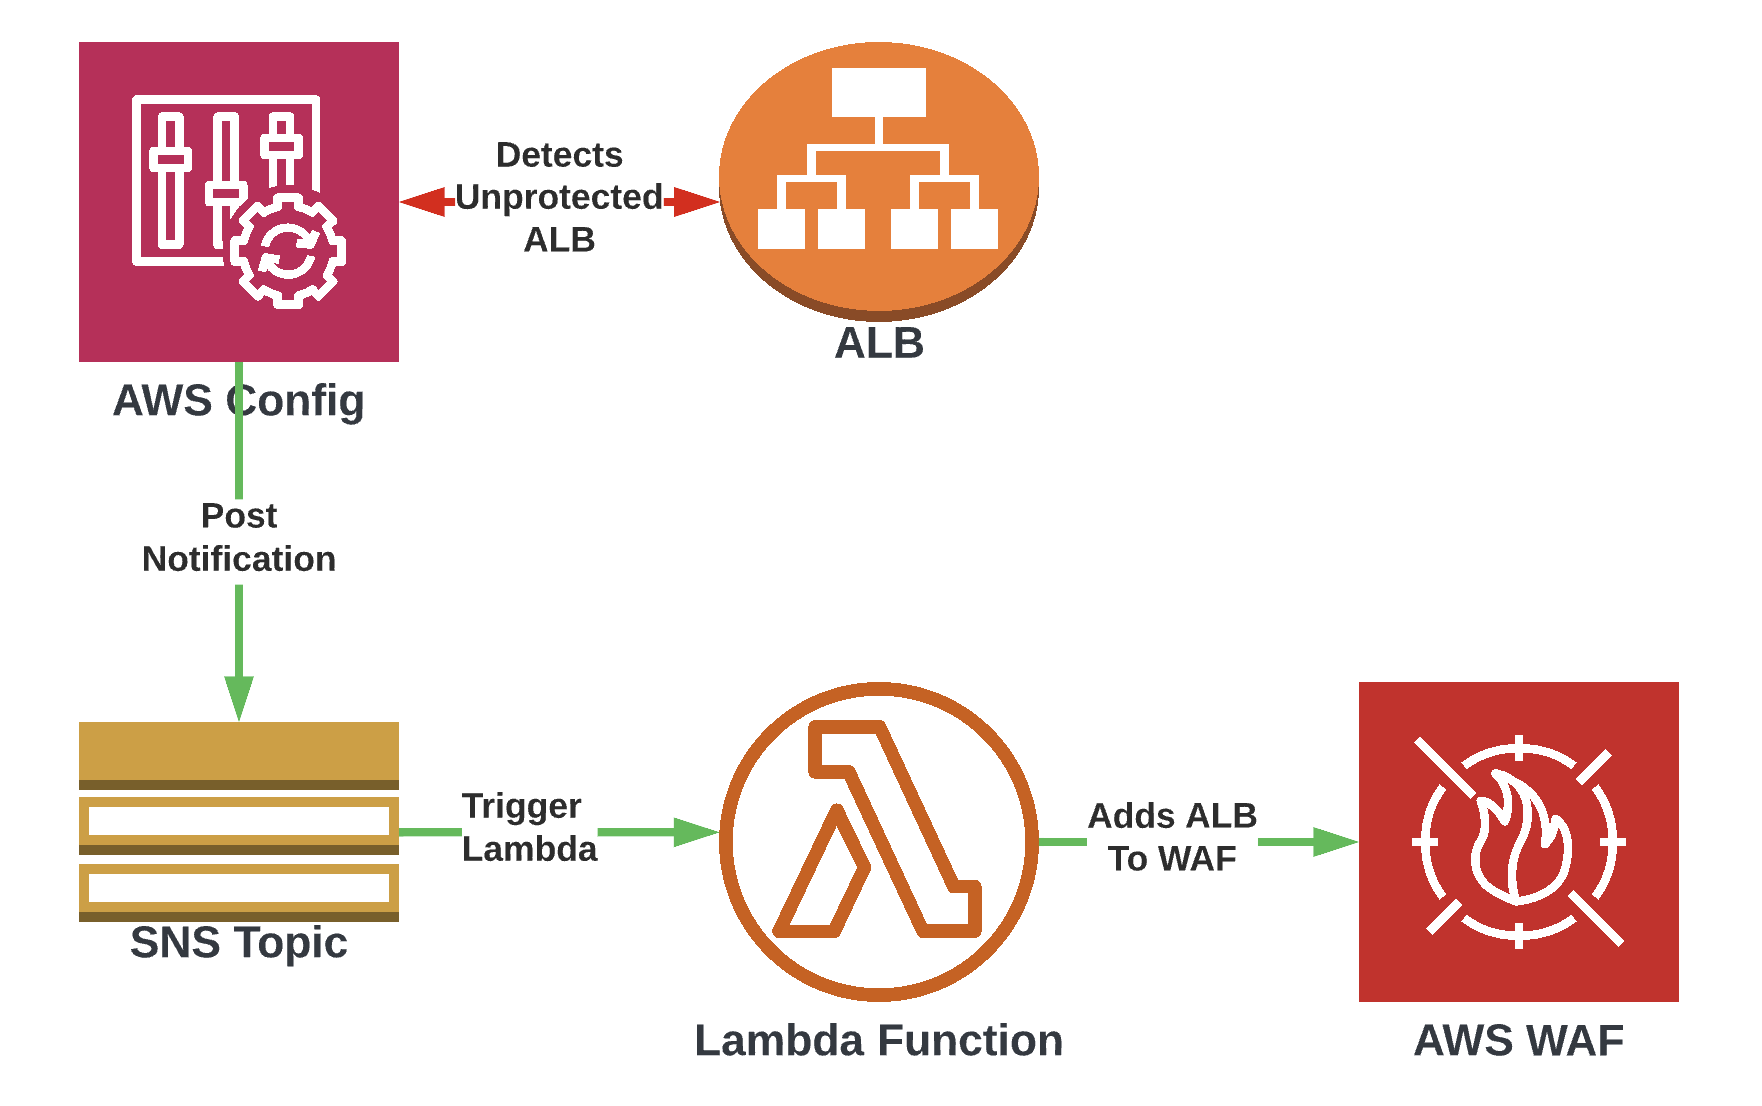 Detects
Unprotected
ALB
ALB
AWS Config
Post
Notification
Trigger
Lambda
Adds ALB
To WAF
SNS Topic
Lambda Function
AWS WAF